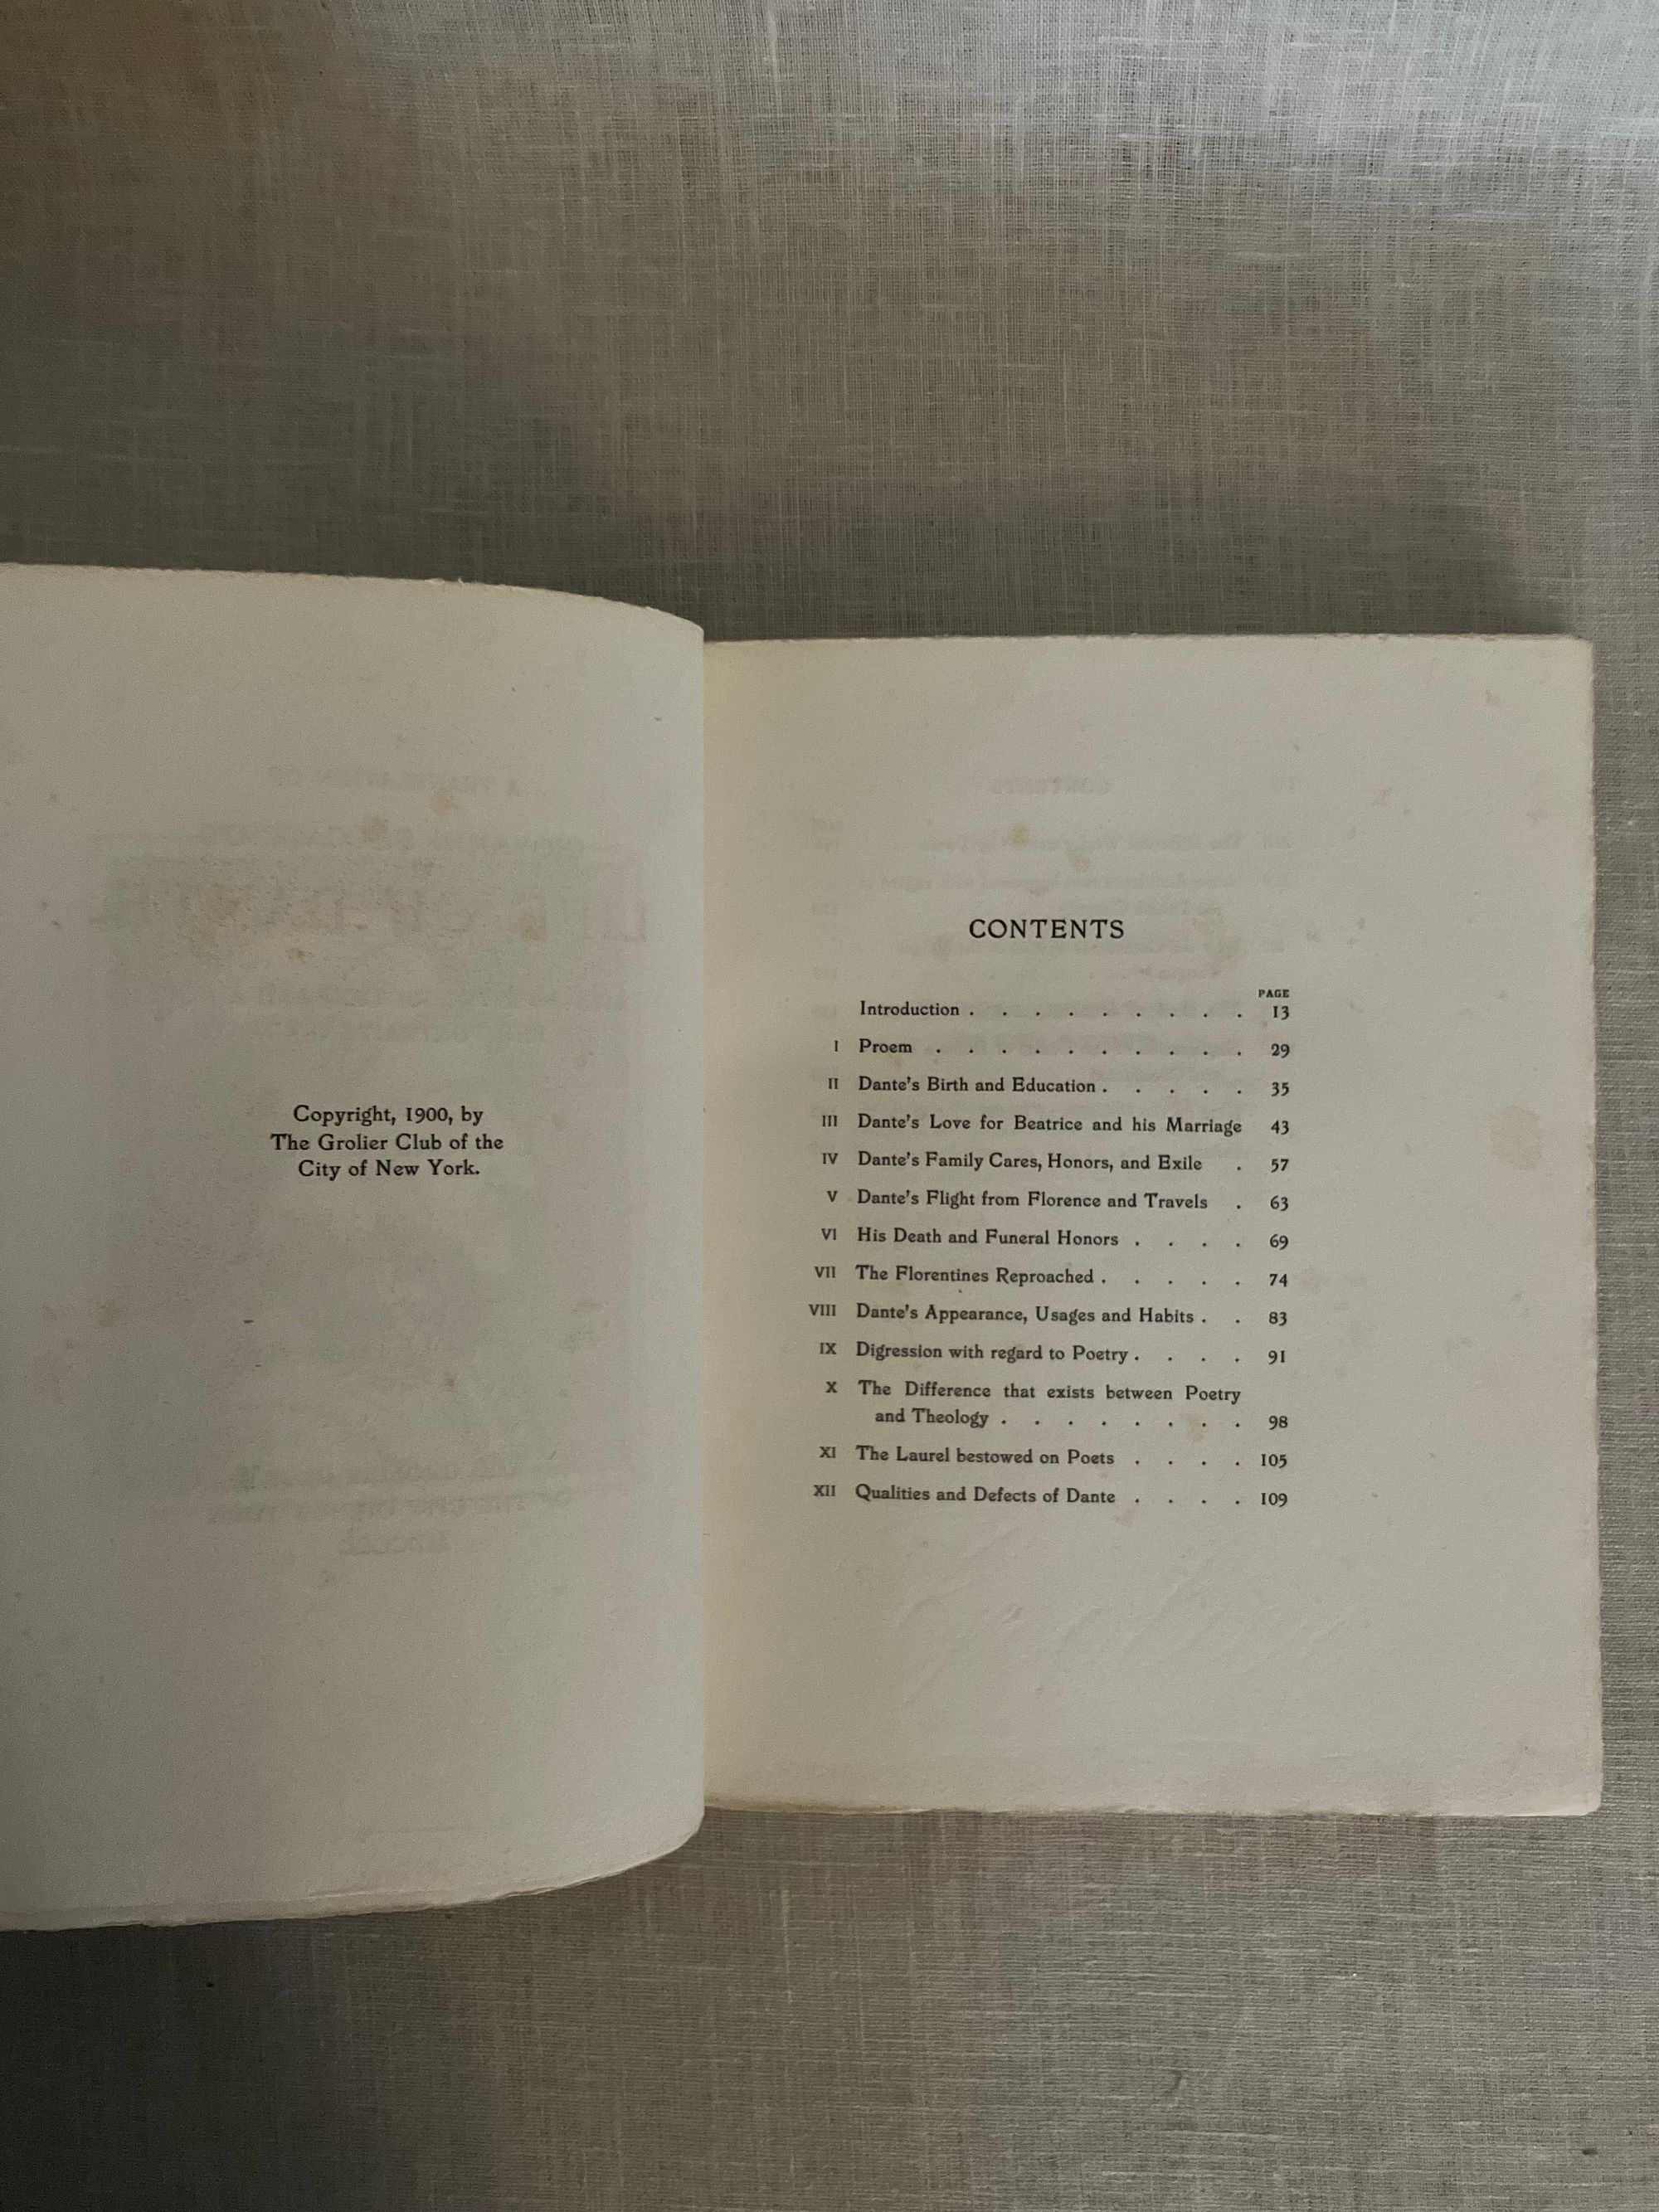 Copyright, 1900, by
The Grolier Club of the
City of New York.
CONTENTS
PAGE
Introduction . . . . . . . . . 13
I Proem . . . . . . . . . . 29
II Dante's Birth and Education . . . . . 35
III Dante's Love for Beatrice and his Marriage 43
IV Dante's Family Cares, Honors, and Exile . 57
V Dante's Flight from Florence and Travels . 63
VI His Death and Funeral Honors . . . . 69
VII The Florentines Reproached . . . . . 74
VIII Dante's Appearance, Usages and Habits . . 83
IX Digression with regard to Poetry . . . . 91
X The Difference that exists between Poetry
and Theology . . . . . . . . 98
XI The Laurel bestowed on Poets . . . . 105
XII Qualities and Defects of Dante . . . . 109